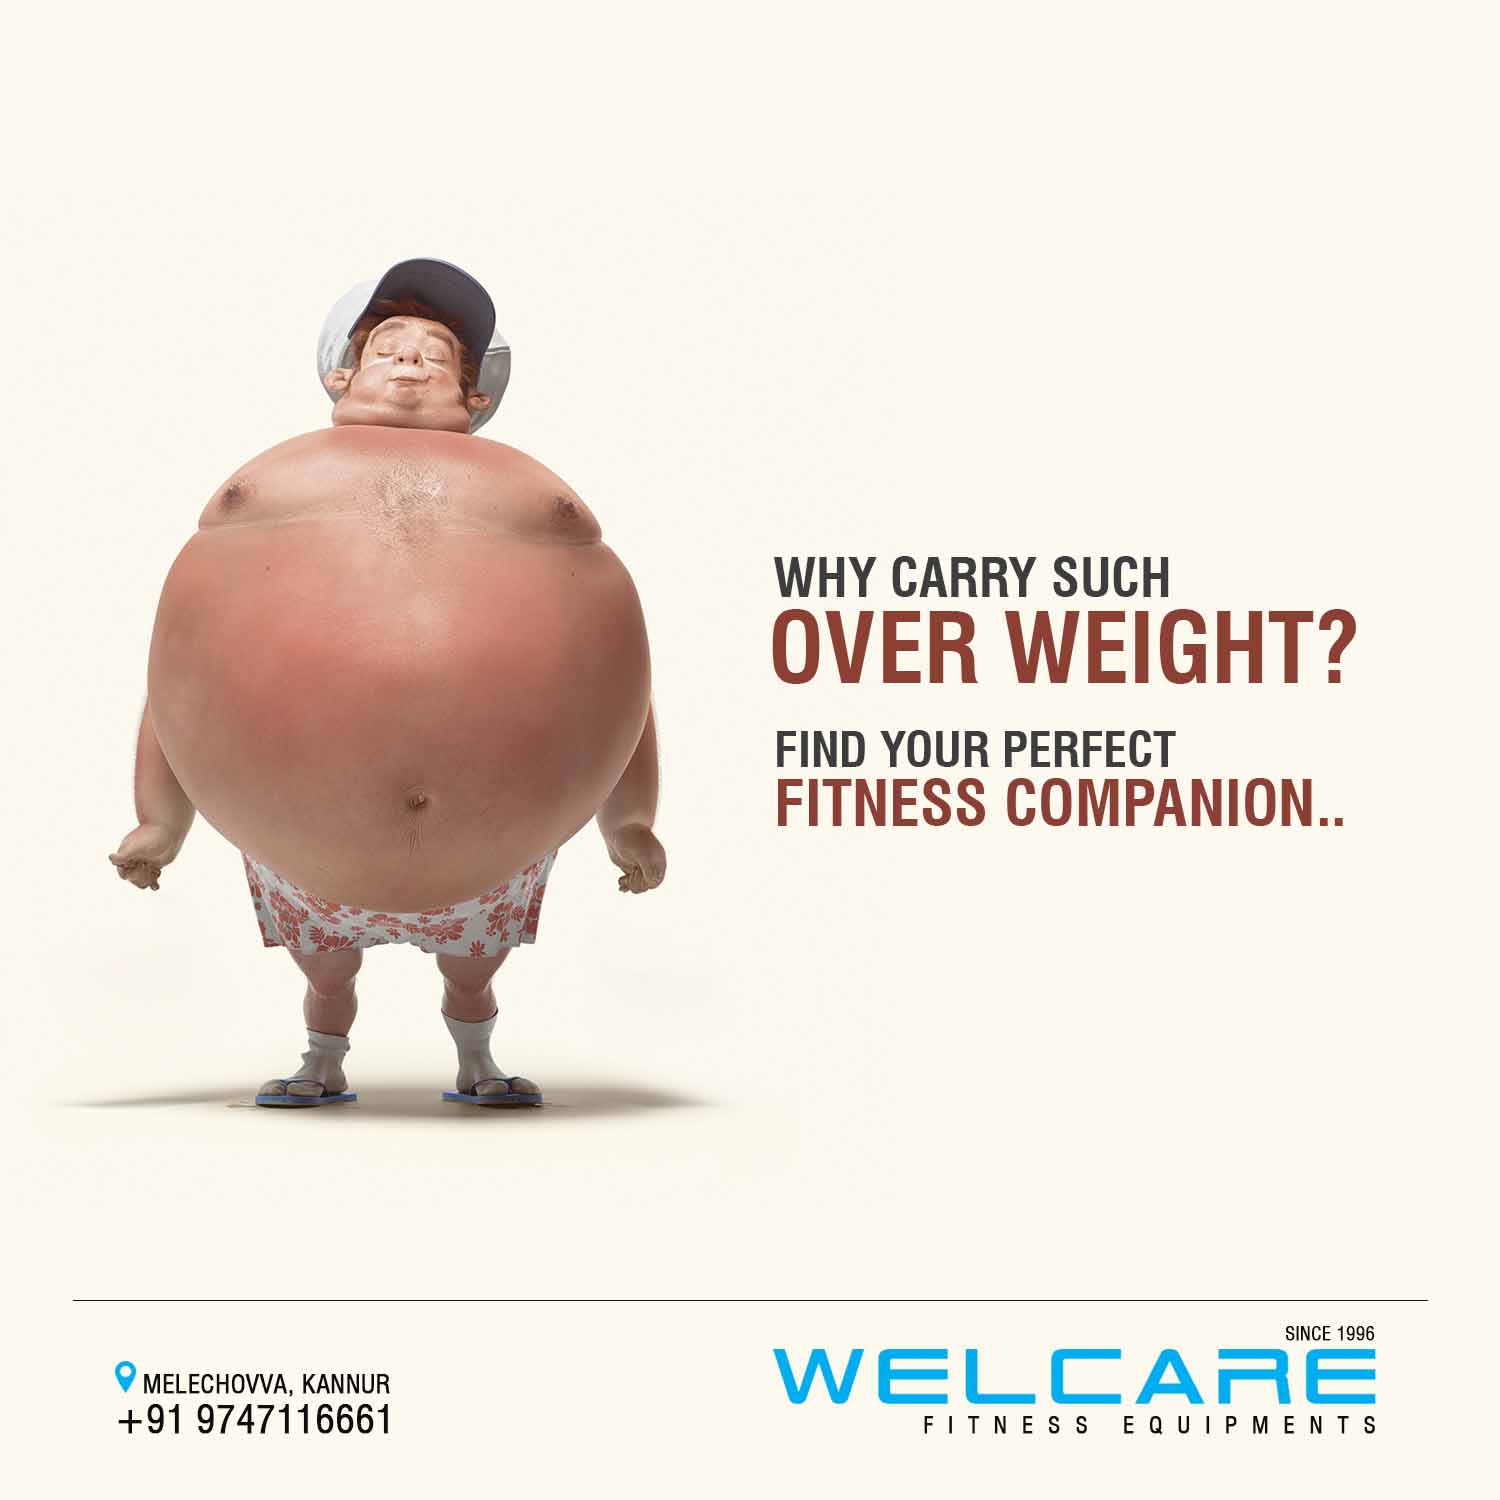 WHY CARRY SUCH
OVER WEIGHT?
FIND YOUR PERFECT
FITNESS COMPANION..
MELECHOVVA, KANNUR
+91 9747116661
SINCE 1996
WELCARE
FITNESS EQUIPMENTS